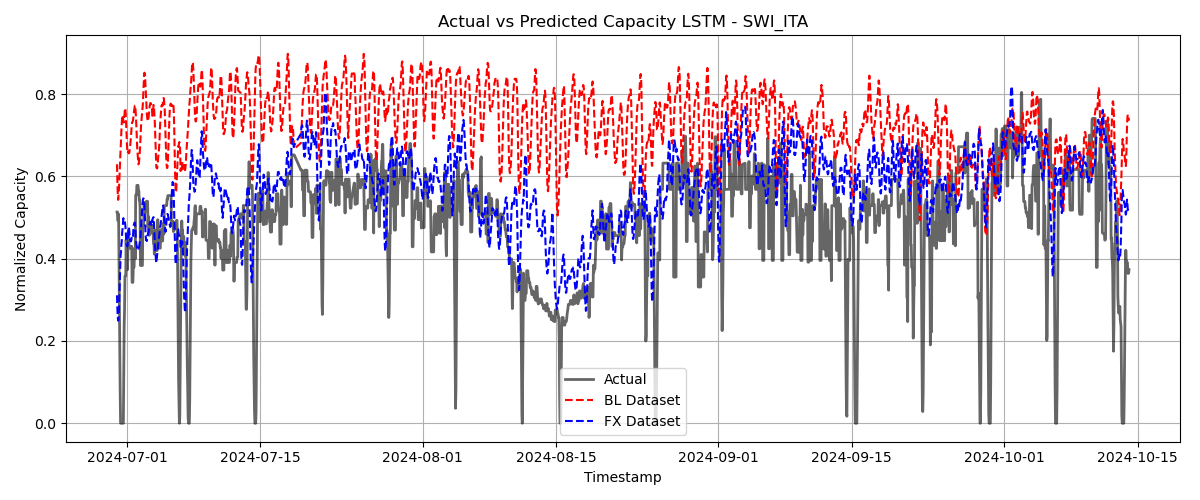 Actual vs Predicted Capacity LSTM - SWI_ITA
Normalized Capacity
0.8
0.6
0.4
0.2
0.0
Actual
BL Dataset
FX Dataset
2024-07-01
2024-07-15
2024-08-01
2024-08-15
2024-09-01
2024-09-15
2024-10-01
2024-10-15
Timestamp